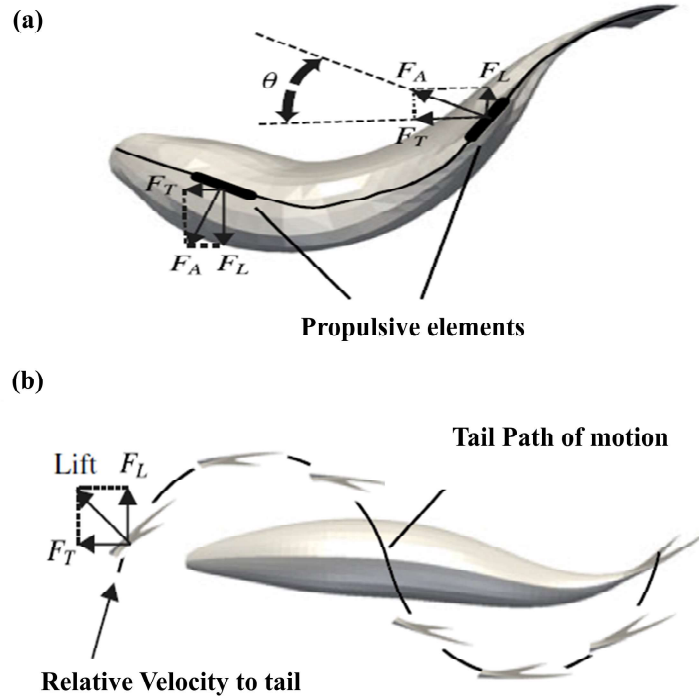 (a)
θ
F_A
F_L
F_T
F_T
F_A
F_L
Propulsive elements
(b)
Tail Path of motion
Lift
F_L
F_T
Relative Velocity to tail